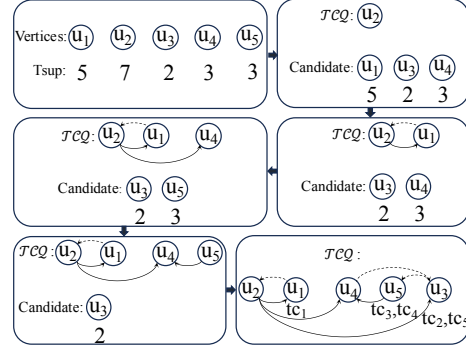 Vertices: u1 u2 u3 u4 u5
Tsup: 5 7 2 3 3
TCQ: u2
Candidate: u1 u3 u4
5 2 3
TCQ: u2 u1
Candidate: u3 u4
2 3
TCQ: u2 u1 u4
Candidate: u3 u5
2 3
TCQ: u2 u1 u4 u5
Candidate: u3
2
TCQ:
u2 u1 u4 u5 u3
tc1 tc3,tc4 tc2,tc5